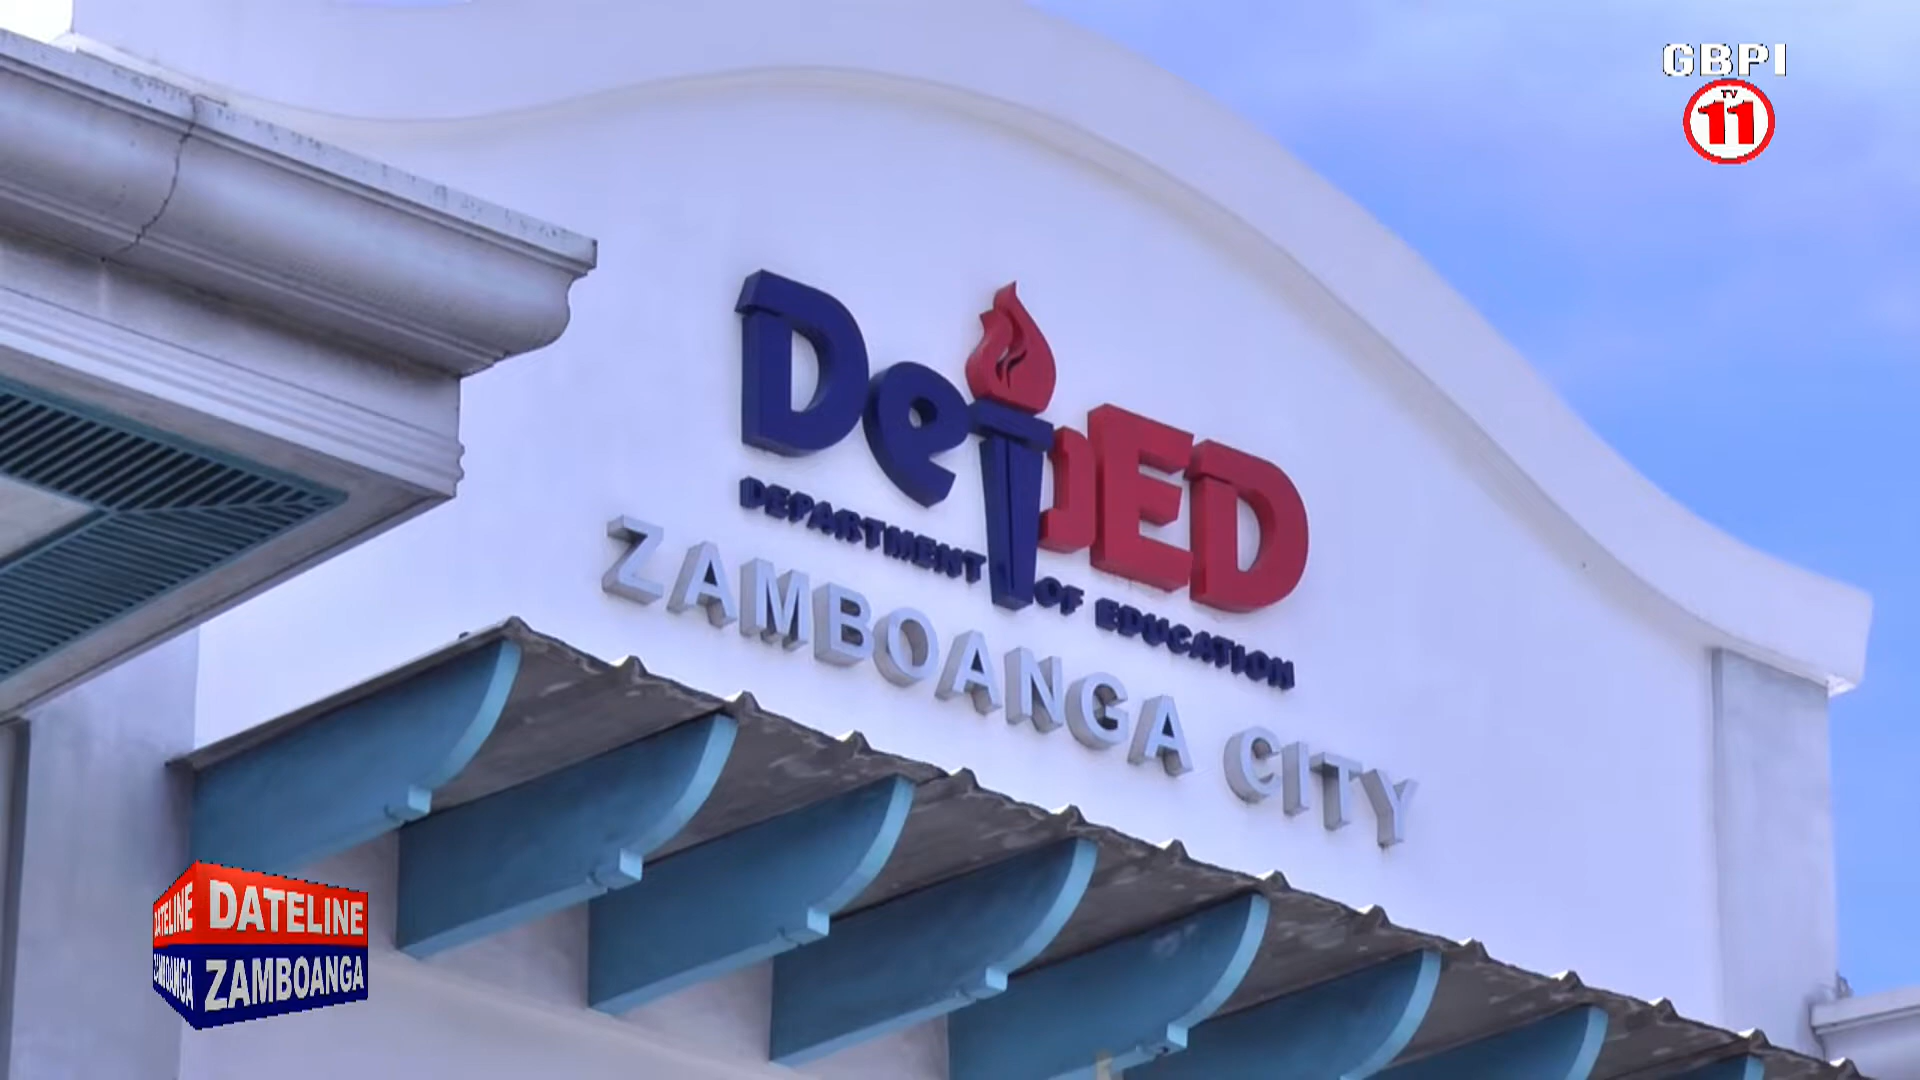 GBPI
TV
11
DepED
DEPARTMENT OF EDUCATION
ZAMBOANGA CITY
DATELINE DATELINE
ZAMBOANGA ZAMBOANGA